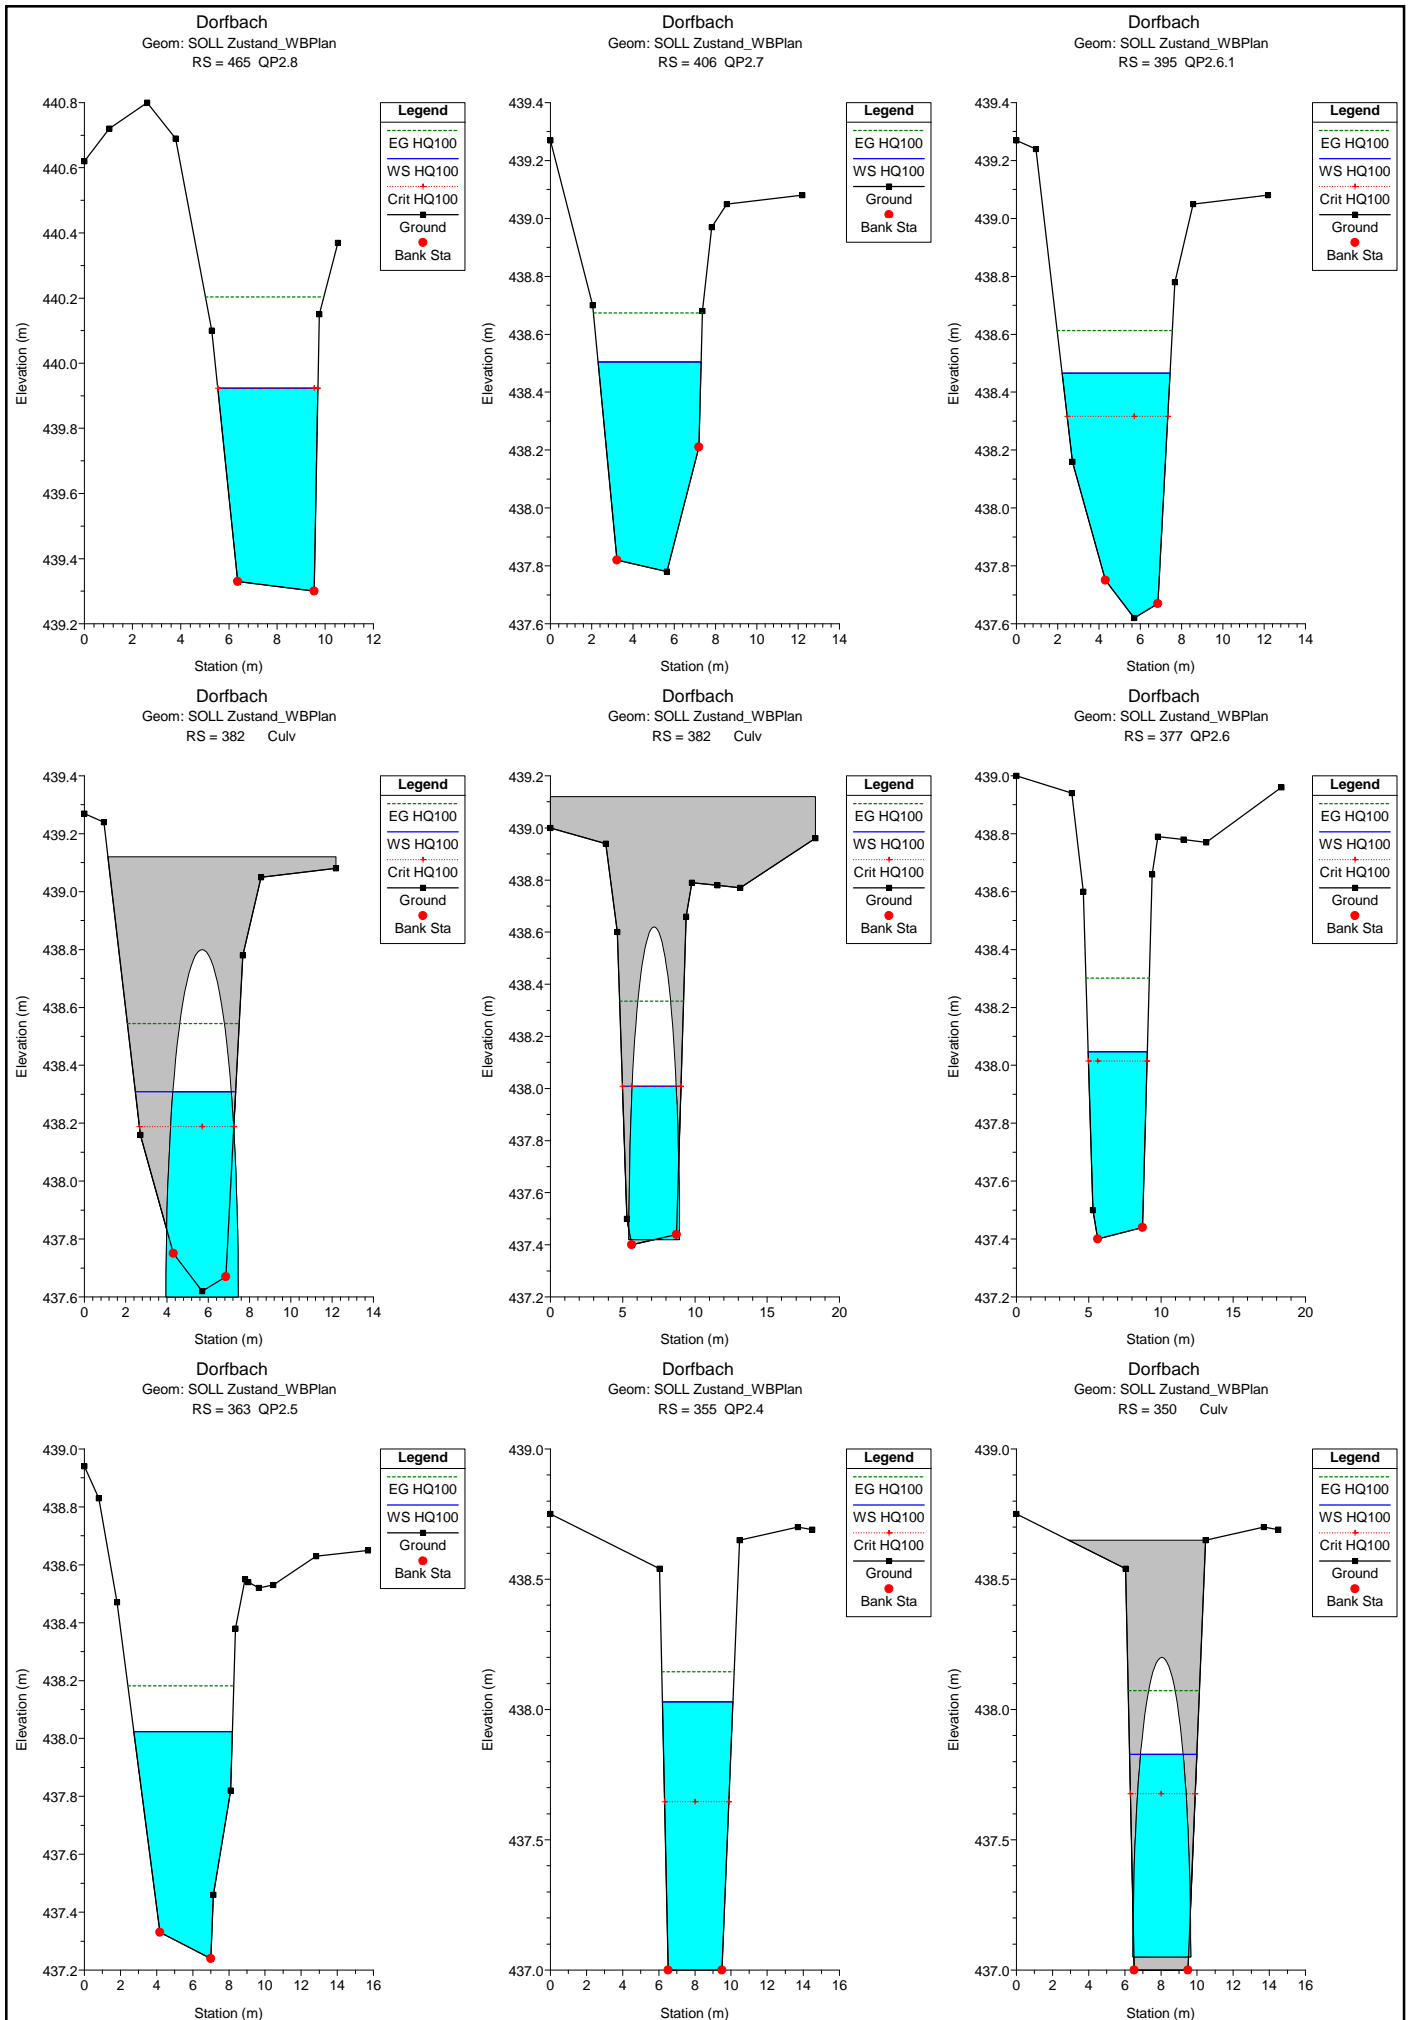 Dorfbach
Geom: SOLL Zustand_WBPlan
RS = 465 QP2.8
440.8
440.6
440.4
440.2
440.0
439.8
439.6
439.4
439.2
0 2 4 6 8 10 12
Station (m)
Elevation (m)
Legend
EG HQ100
WS HQ100
Crit HQ100
Ground
Bank Sta
Dorfbach
Geom: SOLL Zustand_WBPlan
RS = 406 QP2.7
439.4
439.2
439.0
438.8
438.6
438.4
438.2
438.0
437.8
437.6
0 2 4 6 8 10 12 14
Station (m)
Elevation (m)
Legend
EG HQ100
WS HQ100
Ground
Bank Sta
Dorfbach
Geom: SOLL Zustand_WBPlan
RS = 395 QP2.6.1
439.4
439.2
439.0
438.8
438.6
438.4
438.2
438.0
437.8
437.6
0 2 4 6 8 10 12 14
Station (m)
Elevation (m)
Legend
EG HQ100
WS HQ100
Crit HQ100
Ground
Bank Sta
Dorfbach
Geom: SOLL Zustand_WBPlan
RS = 382 Culv
439.4
439.2
439.0
438.8
438.6
438.4
438.2
438.0
437.8
437.6
0 2 4 6 8 10 12 14
Station (m)
Elevation (m)
Legend
EG HQ100
WS HQ100
Crit HQ100
Ground
Bank Sta
Dorfbach
Geom: SOLL Zustand_WBPlan
RS = 382 Culv
439.2
439.0
438.8
438.6
438.4
438.2
438.0
437.8
437.6
437.4
437.2
0 5 10 15 20
Station (m)
Elevation (m)
Legend
EG HQ100
WS HQ100
Crit HQ100
Ground
Bank Sta
Dorfbach
Geom: SOLL Zustand_WBPlan
RS = 377 QP2.6
439.0
438.8
438.6
438.4
438.2
438.0
437.8
437.6
437.4
437.2
0 5 10 15 20
Station (m)
Elevation (m)
Legend
EG HQ100
WS HQ100
Crit HQ100
Ground
Bank Sta
Dorfbach
Geom: SOLL Zustand_WBPlan
RS = 363 QP2.5
439.0
438.8
438.6
438.4
438.2
438.0
437.8
437.6
437.4
437.2
0 2 4 6 8 10 12 14 16
Station (m)
Elevation (m)
Legend
EG HQ100
WS HQ100
Ground
Bank Sta
Dorfbach
Geom: SOLL Zustand_WBPlan
RS = 355 QP2.4
439.0
438.5
438.0
437.5
437.0
0 2 4 6 8 10 12 14 16
Station (m)
Elevation (m)
Legend
EG HQ100
WS HQ100
Crit HQ100
Ground
Bank Sta
Dorfbach
Geom: SOLL Zustand_WBPlan
RS = 350 Culv
439.0
438.5
438.0
437.5
437.0
0 2 4 6 8 10 12 14 16
Station (m)
Elevation (m)
Legend
EG HQ100
WS HQ100
Crit HQ100
Ground
Bank Sta